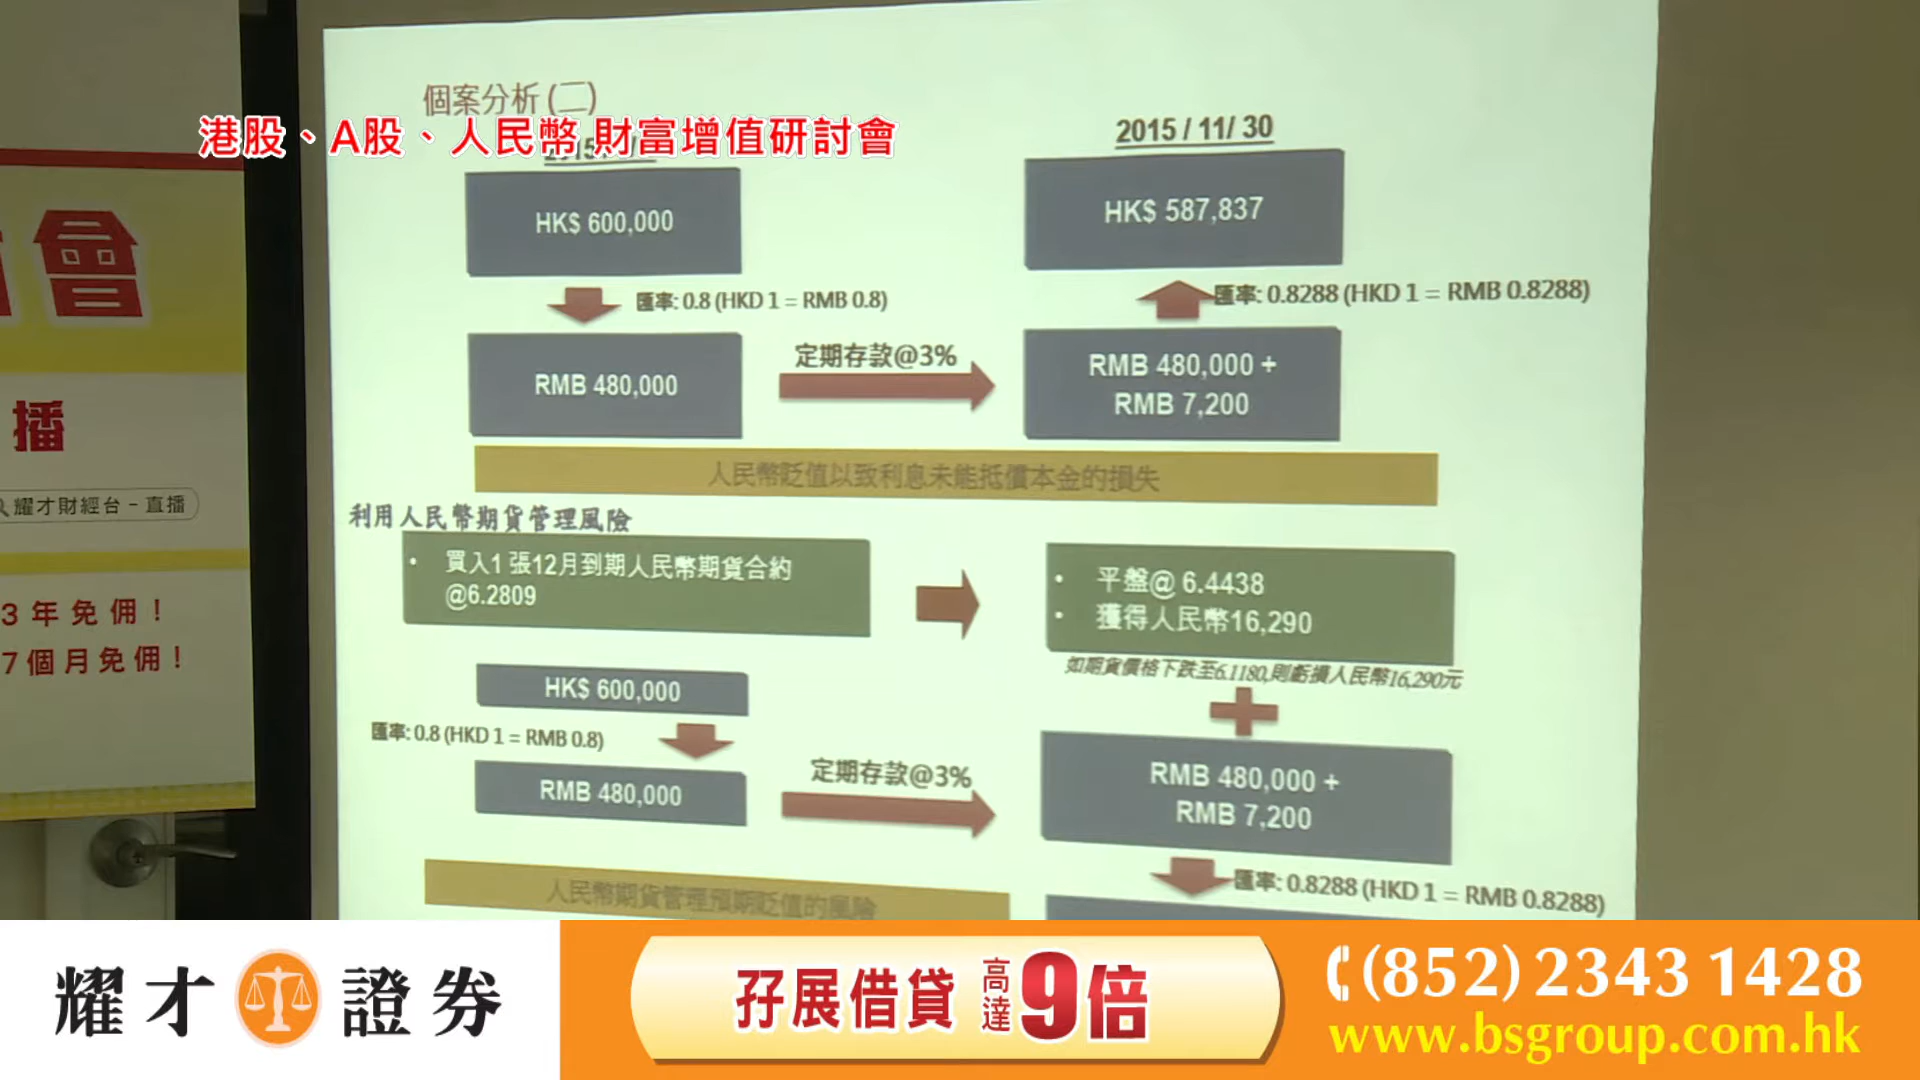 個案分析 (二)
港股、A股、人民幣 財富增值研討會
2015 / 11/ 30
HK$ 600,000
HK$ 587,837
匯率: 0.8 (HKD 1 = RMB 0.8)
匯率: 0.8288 (HKD 1 = RMB 0.8288)
RMB 480,000
定期存款@3%
RMB 480,000 +
RMB 7,200
人民幣貶值以致利息未能抵償本金的損失
利用人民幣期貨管理風險
• 買入1 張12月到期人民幣期貨合約
@6.2809
• 平盤@ 6.4438
• 獲得人民幣16,290
如期貨價格下跌至6.1180,則虧損人民幣16,290元
HK$ 600,000
匯率: 0.8 (HKD 1 = RMB 0.8)
RMB 480,000
定期存款@3%
RMB 480,000 +
RMB 7,200
匯率: 0.8288 (HKD 1 = RMB 0.8288)
人民幣期貨管理預期貶值的風險
會
播
耀才財經台－直播
3年免佣！
7個月免佣！
耀才證券
孖展借貸 高達9倍
(852) 2343 1428
www.bsgroup.com.hk